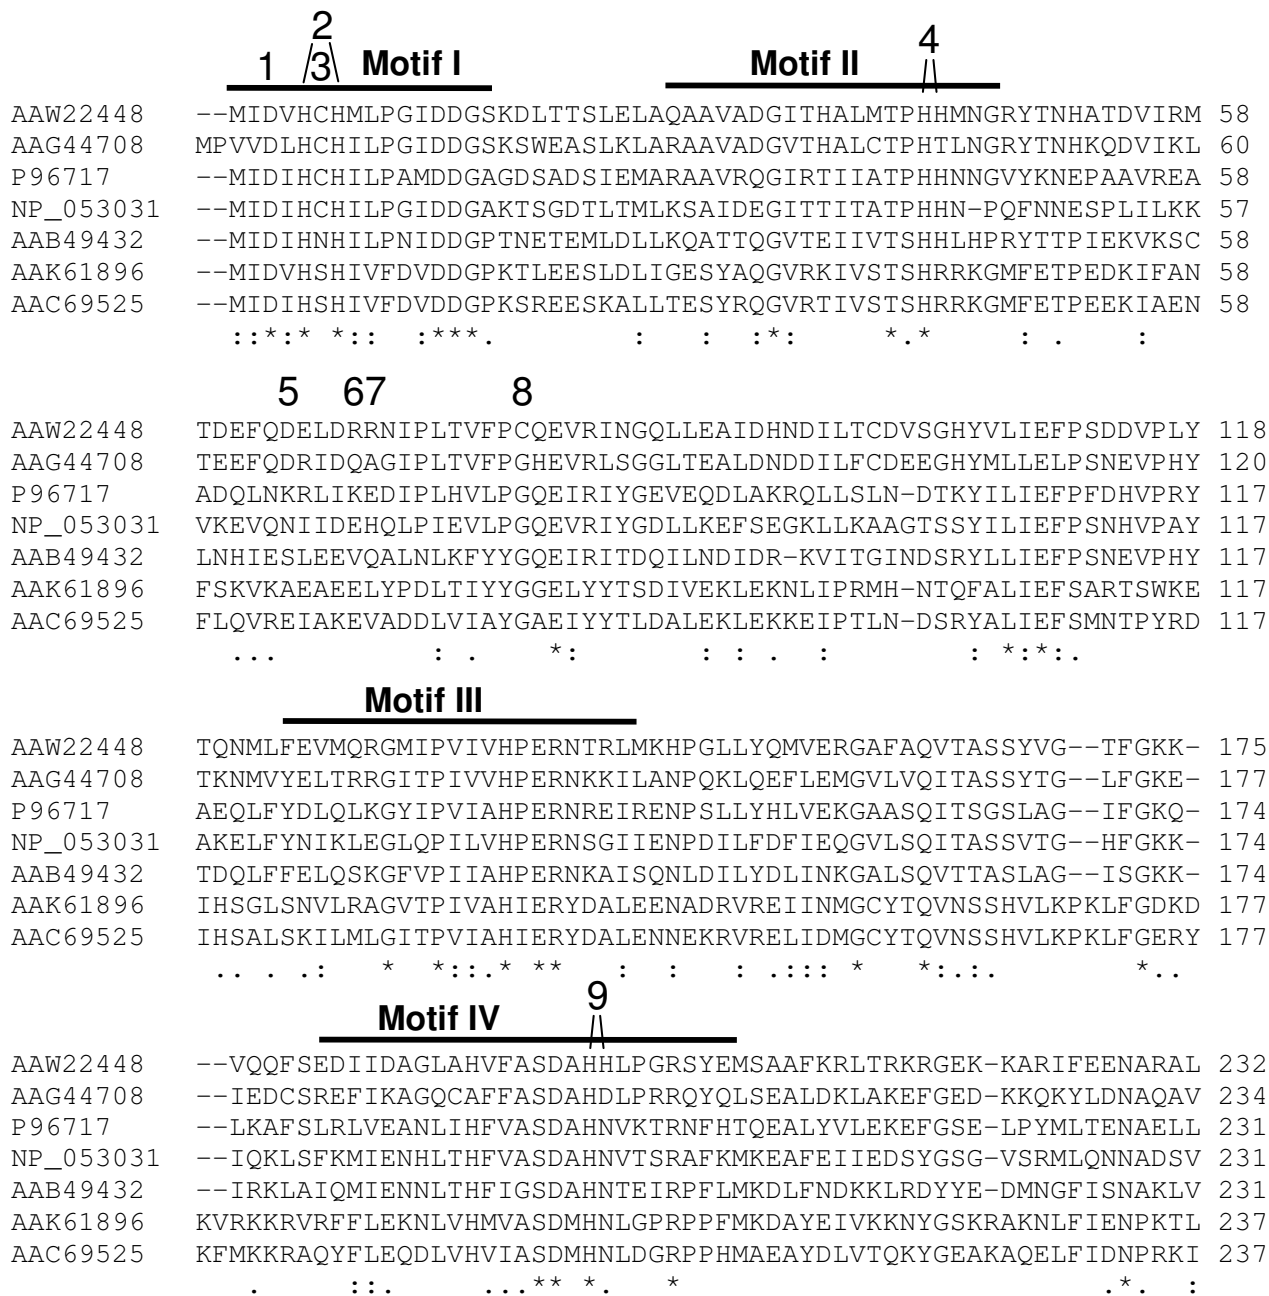 2
1 3 Motif I Motif II 4
AAW22448 --MIDVHCHMLPGIDDGSKDLTTSLELAQAAVADGITHALMTPHHMNGRYTNHATDVIRM 58
AAG44708 MPVVDLHCHILPGIDDGSKSWEASLKLARAAVADGVTHALCTPHTLNGRYTNHKQDVIKL 60
P96717 --MIDIHCHILPAMDDGAGDSADSIEMARAAVRQGIRTIIATPHHNNGVYKNEPAAVREA 58
NP_053031 --MIDIHCHILPGIDDGAKTSGDTLTMLKSAIDEGITTITATPHHN-PQFNNESPLILKK 57
AAB49432 --MIDIHNHILPNIDDGPTNETEMLDLLKQATTQGVTEIIVTSHHLHPRYTTPIEKVKSC 58
AAK61896 --MIDVHSHIVFDVDDGPKTLEESLDLIGESYAQGVRKIVSTSHRRKGMFETPEDKIFAN 58
AAC69525 --MIDIHSHIVFDVDDGPKSREESKALLTESYRQGVRTIVSTSHRRKGMFETPEEKIAEN 58
::*:* *:: :***. : : :*: *.* : . :
5 67 8
AAW22448 TDEFQDELDRRNIPLTVFPCQEVRINGQLLEAIDHNDILTCDVSGHYVLIEFPSDDVPLY 118
AAG44708 TEEFQDRIDQAGIPLTVFPGHEVRLSGGLTEALDNDDILFCDEEGHYMLLELPSNEVPHY 120
P96717 ADQLNKRLIKEDIPLHVLPGQEIRIYGEVEQDLAKRQLLSLN-DTKYILIEFPFDHVPRY 117
NP_053031 VKEVQNIIDEHQLPIEVLPGQEVRIYGDLLKEFSEGKLLKAAGTSSYILIEFPSNHVPAY 117
AAB49432 LNHIESLEEVQALNLKFYYGQEIRITDQILNDIDR-KVITGINDSRYLLIEFPSNEVPHY 117
AAK61896 FSKVKAEAEELYPDLTIYYGGELYYTSDIVEKLEKNLIPRMH-NTQFALIEFSARTSWKE 117
AAC69525 FLQVREIAKEVADDLVIAYGAEIYYTLDALEKLEKKEIPTLN-DSRYALIEFSMNTPYRD 117
... : . *: : : . : : *:*:.
Motif III
AAW22448 TQNMLFEVMQRGMIPVIVHPERNTRLMKHPGLLYQMVERGAFAQVTASSYVG--TFGKK- 175
AAG44708 TKNMVYELTRRGITPIVVHPERNKKILANPQKLQEFLEMGVLVQITASSYTG--LFGKE- 177
P96717 AEQLFYDLQLKGYIPVIAHPERNREIRENPSLLYHLVEKGAASQITSGSLAG--IFGKQ- 174
NP_053031 AKELFYNIKLEGLQPILVHPERNSGIIENPDILFDFIEQGVLSQITASSVTG--HFGKK- 174
AAB49432 TDQLFFELQSKGFVPIIAHPERNKAISQNLDILYDLINKGALSQVTTASLAG--ISGKK- 174
AAK61896 IHSGLSNVLRAGVTPIVAHIERYDALEENADRVREIINMGCYTQVNSSHVLKPKLFGDKD 177
AAC69525 IHSALSKILMLGITPVIAHIERYDALENNEKRVRELIDMGCYTQVNSSHVLKPKLFGERY 177
.. . .: * *::.* ** : : : .::: * *:.:. *..
Motif IV 9
AAW22448 --VQQFSEDIIDAGLAHVFASDAHHLPGRSYEMSAAFKRLTRKRGEK-KARIFEENARAL 232
AAG44708 --IEDCSREFIKAGQCAFFASDAHDLPRRQYQLSEALDKLAKEFGED-KKQKYLDNAQAV 234
P96717 --LKAFSLRLVEANLIHFVASDAHNVKTRNFHTQEALYVLEKEFGSE-LPYMLTENAELL 231
NP_053031 --IQKLSFKMIENHLTHFVASDAHNVTSRAFKMKEAFEIIEDSYGSG-VSRMLQNNADSV 231
AAB49432 --IRKLAIQMIENNLTHFIGSDAHNTEIRPFLMKDLFNDKKLRDYYE-DMNGFISNAKLV 231
AAK61896 KVRKKRVRFFLEKNLVHMVASDMHNLGPRPPFMKDAYEIVKKNYGSKRAKNLFIENPKTL 237
AAC69525 KFMKKRAQYFLEQDLVHVIASDMHNLDGRPPHMAEAYDLVTQKYGEAKAQELFIDNPRKI 237
. ::. ...** *. * .*. :